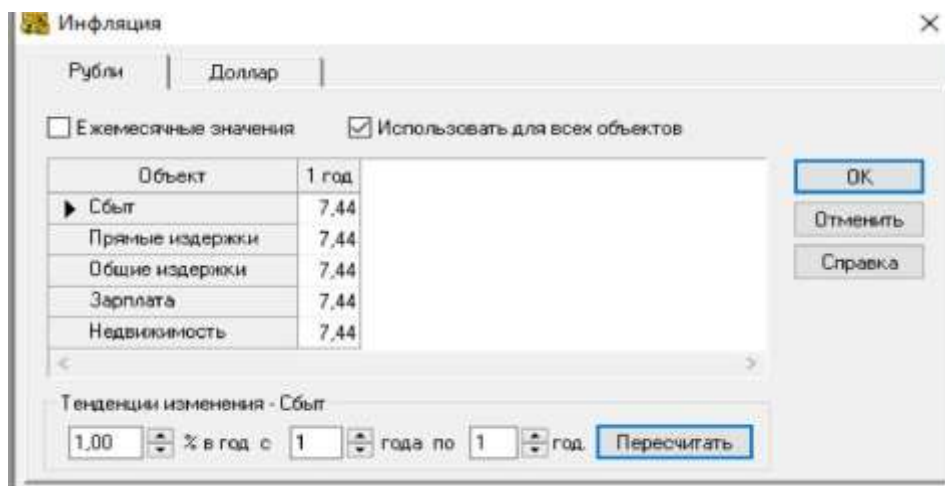 Инфляция
Рубли Доллар
Ежемесячные значения Использовать для всех объектов
Объект 1 год
Сбыт 7,44
Прямые издержки 7,44
Общие издержки 7,44
Зарплата 7,44
Недвижимость 7,44
OK
Отменить
Справка
Тенденции изменения - Сбыт
1,00 % в год с 1 года по 1 год Пересчитать